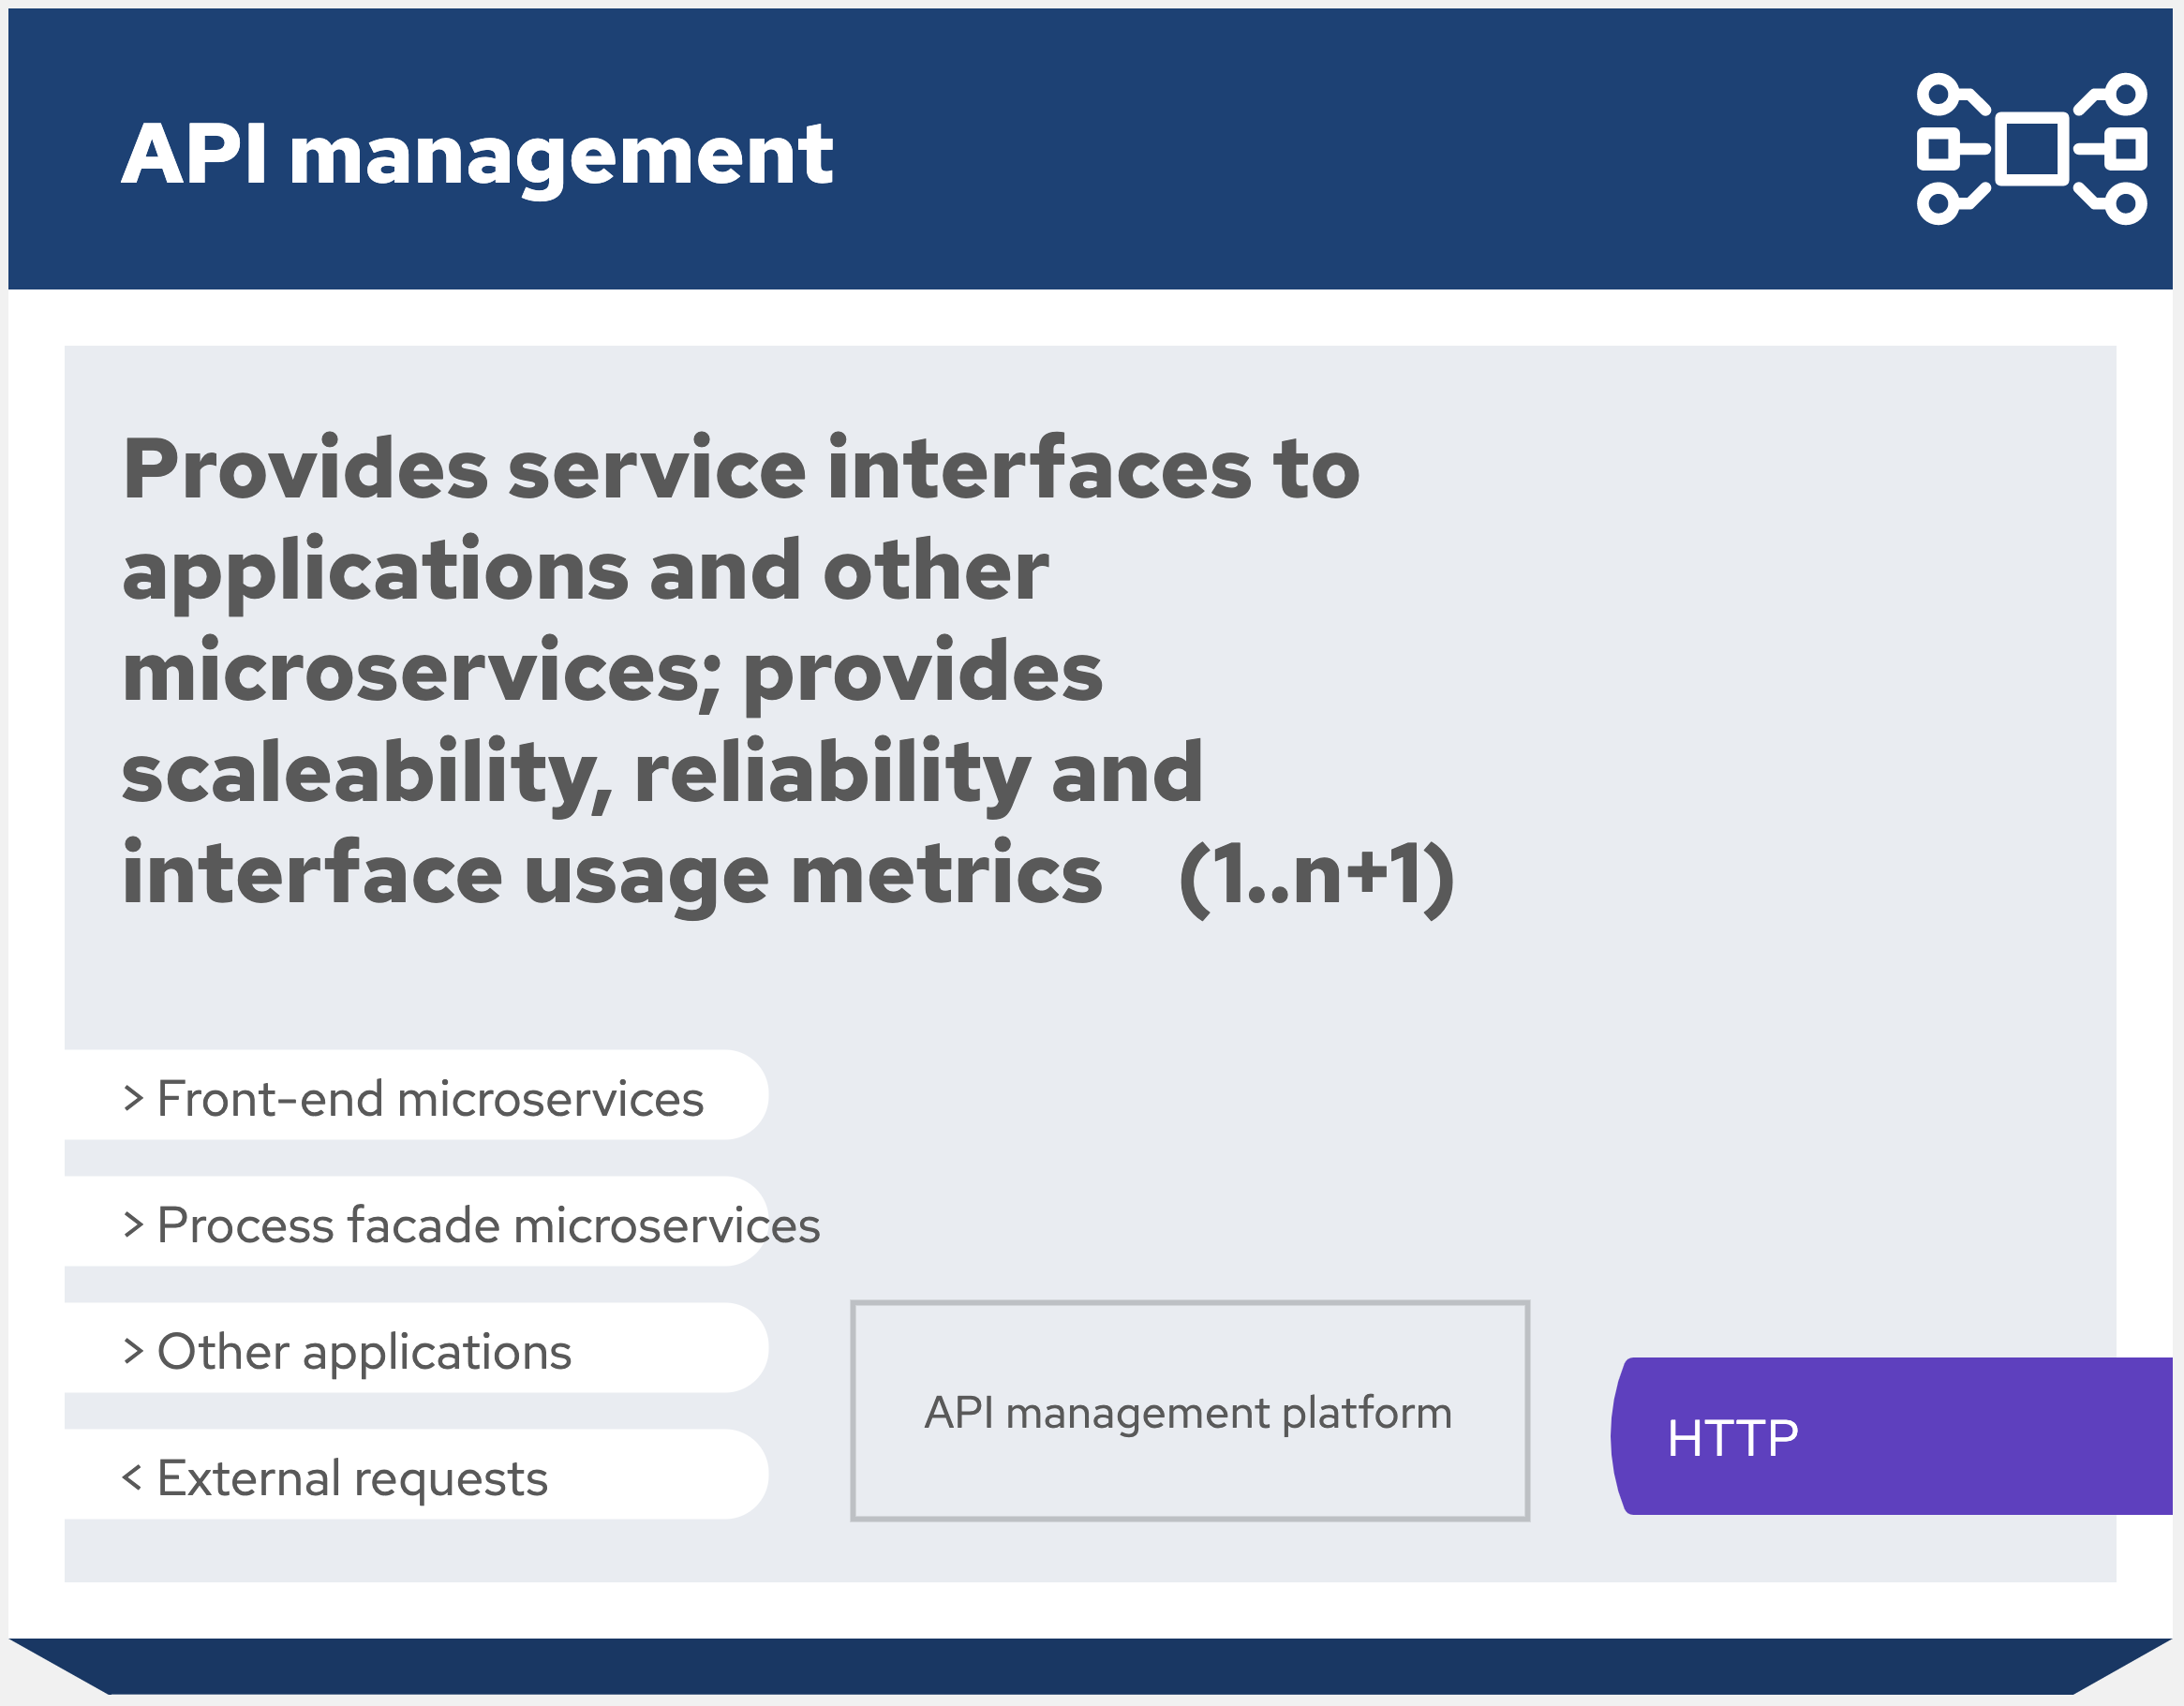 API management
Provides service interfaces to
applications and other
microservices; provides
scaleability, reliability and
interface usage metrics (1..n+1)
> Front-end microservices
> Process facade microservices
> Other applications
< External requests
API management platform
HTTP